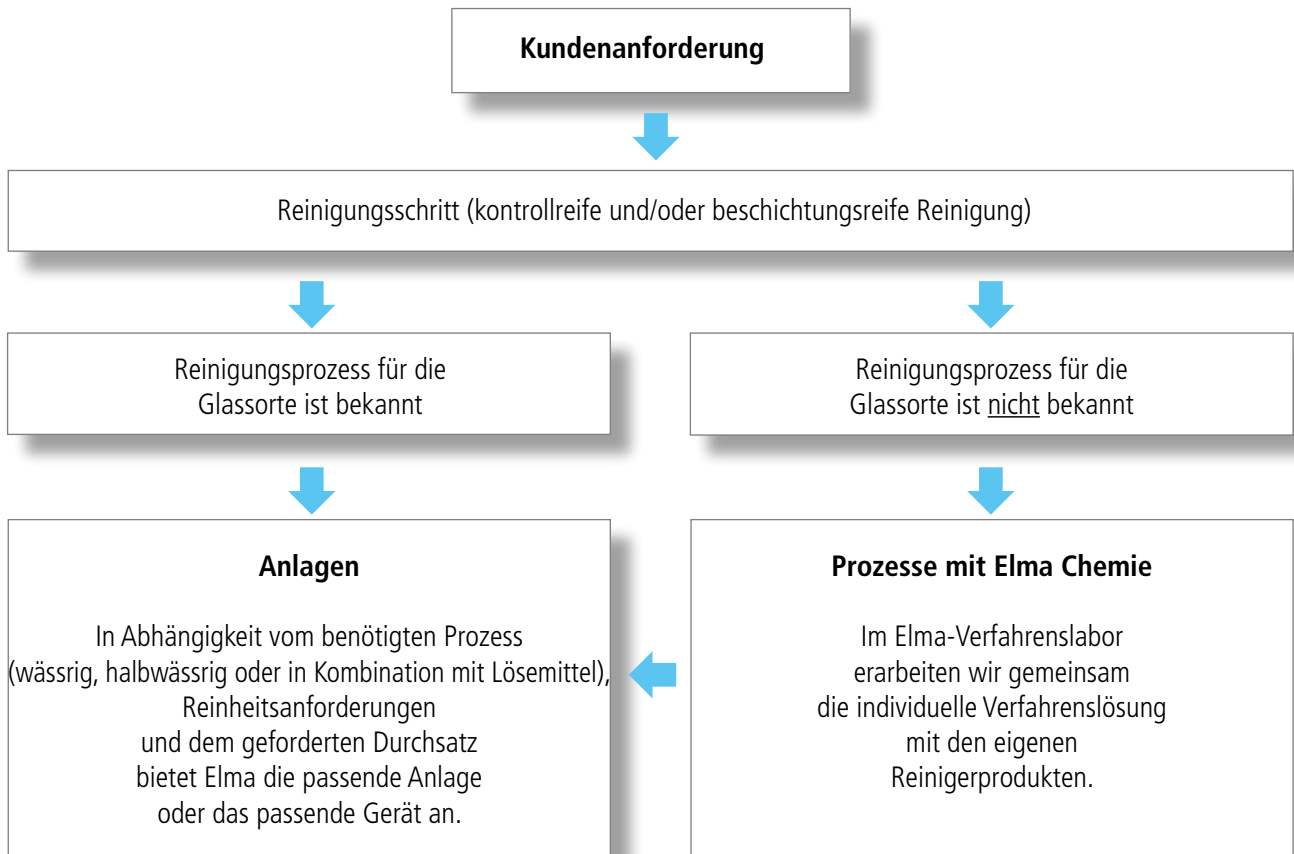 Kundenanforderung
Reinigungsschritt (kontrollreife und/oder beschichtungsreife Reinigung)
Reinigungsprozess für die
Glassorte ist bekannt
Reinigungsprozess für die
Glassorte ist nicht bekannt
Anlagen
In Abhängigkeit vom benötigten Prozess
(wässrig, halbwässrig oder in Kombination mit Lösemittel),
Reinheitsanforderungen
und dem geforderten Durchsatz
bietet Elma die passende Anlage
oder das passende Gerät an.
Prozesse mit Elma Chemie
Im Elma-Verfahrenslabor
erarbeiten wir gemeinsam
die individuelle Verfahrenslösung
mit den eigenen
Reinigerprodukten.